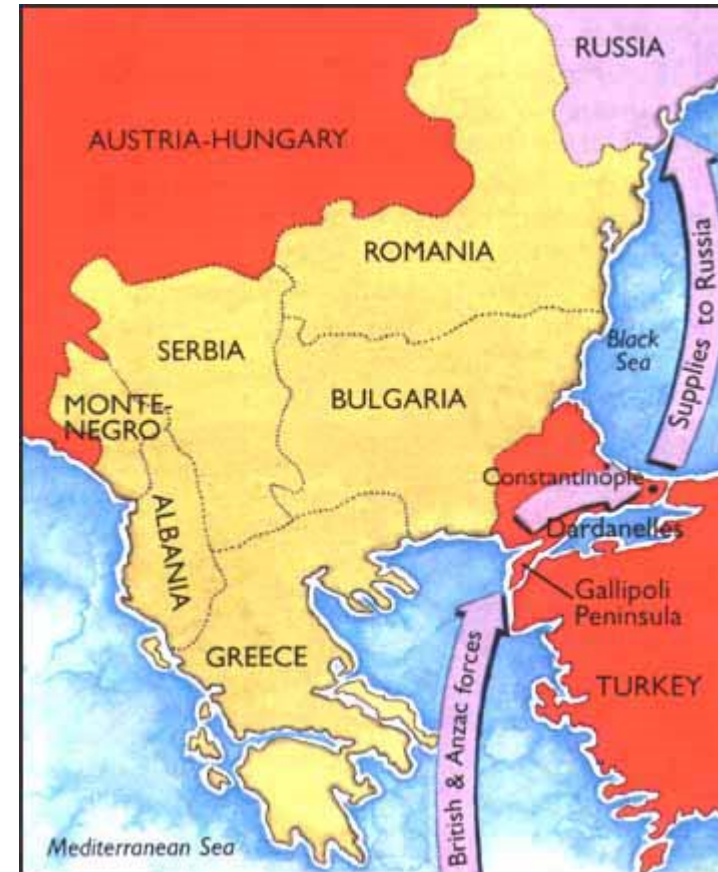 RUSSIA
AUSTRIA-HUNGARY
ROMANIA
Supplies to Russia
Black
Sea
SERBIA
BULGARIA
MONTE-
NEGRO
Constantinople
ALBANIA
Dardanelles
Gallipoli
Peninsula
GREECE
TURKEY
British & Anzac forces
Mediterranean Sea